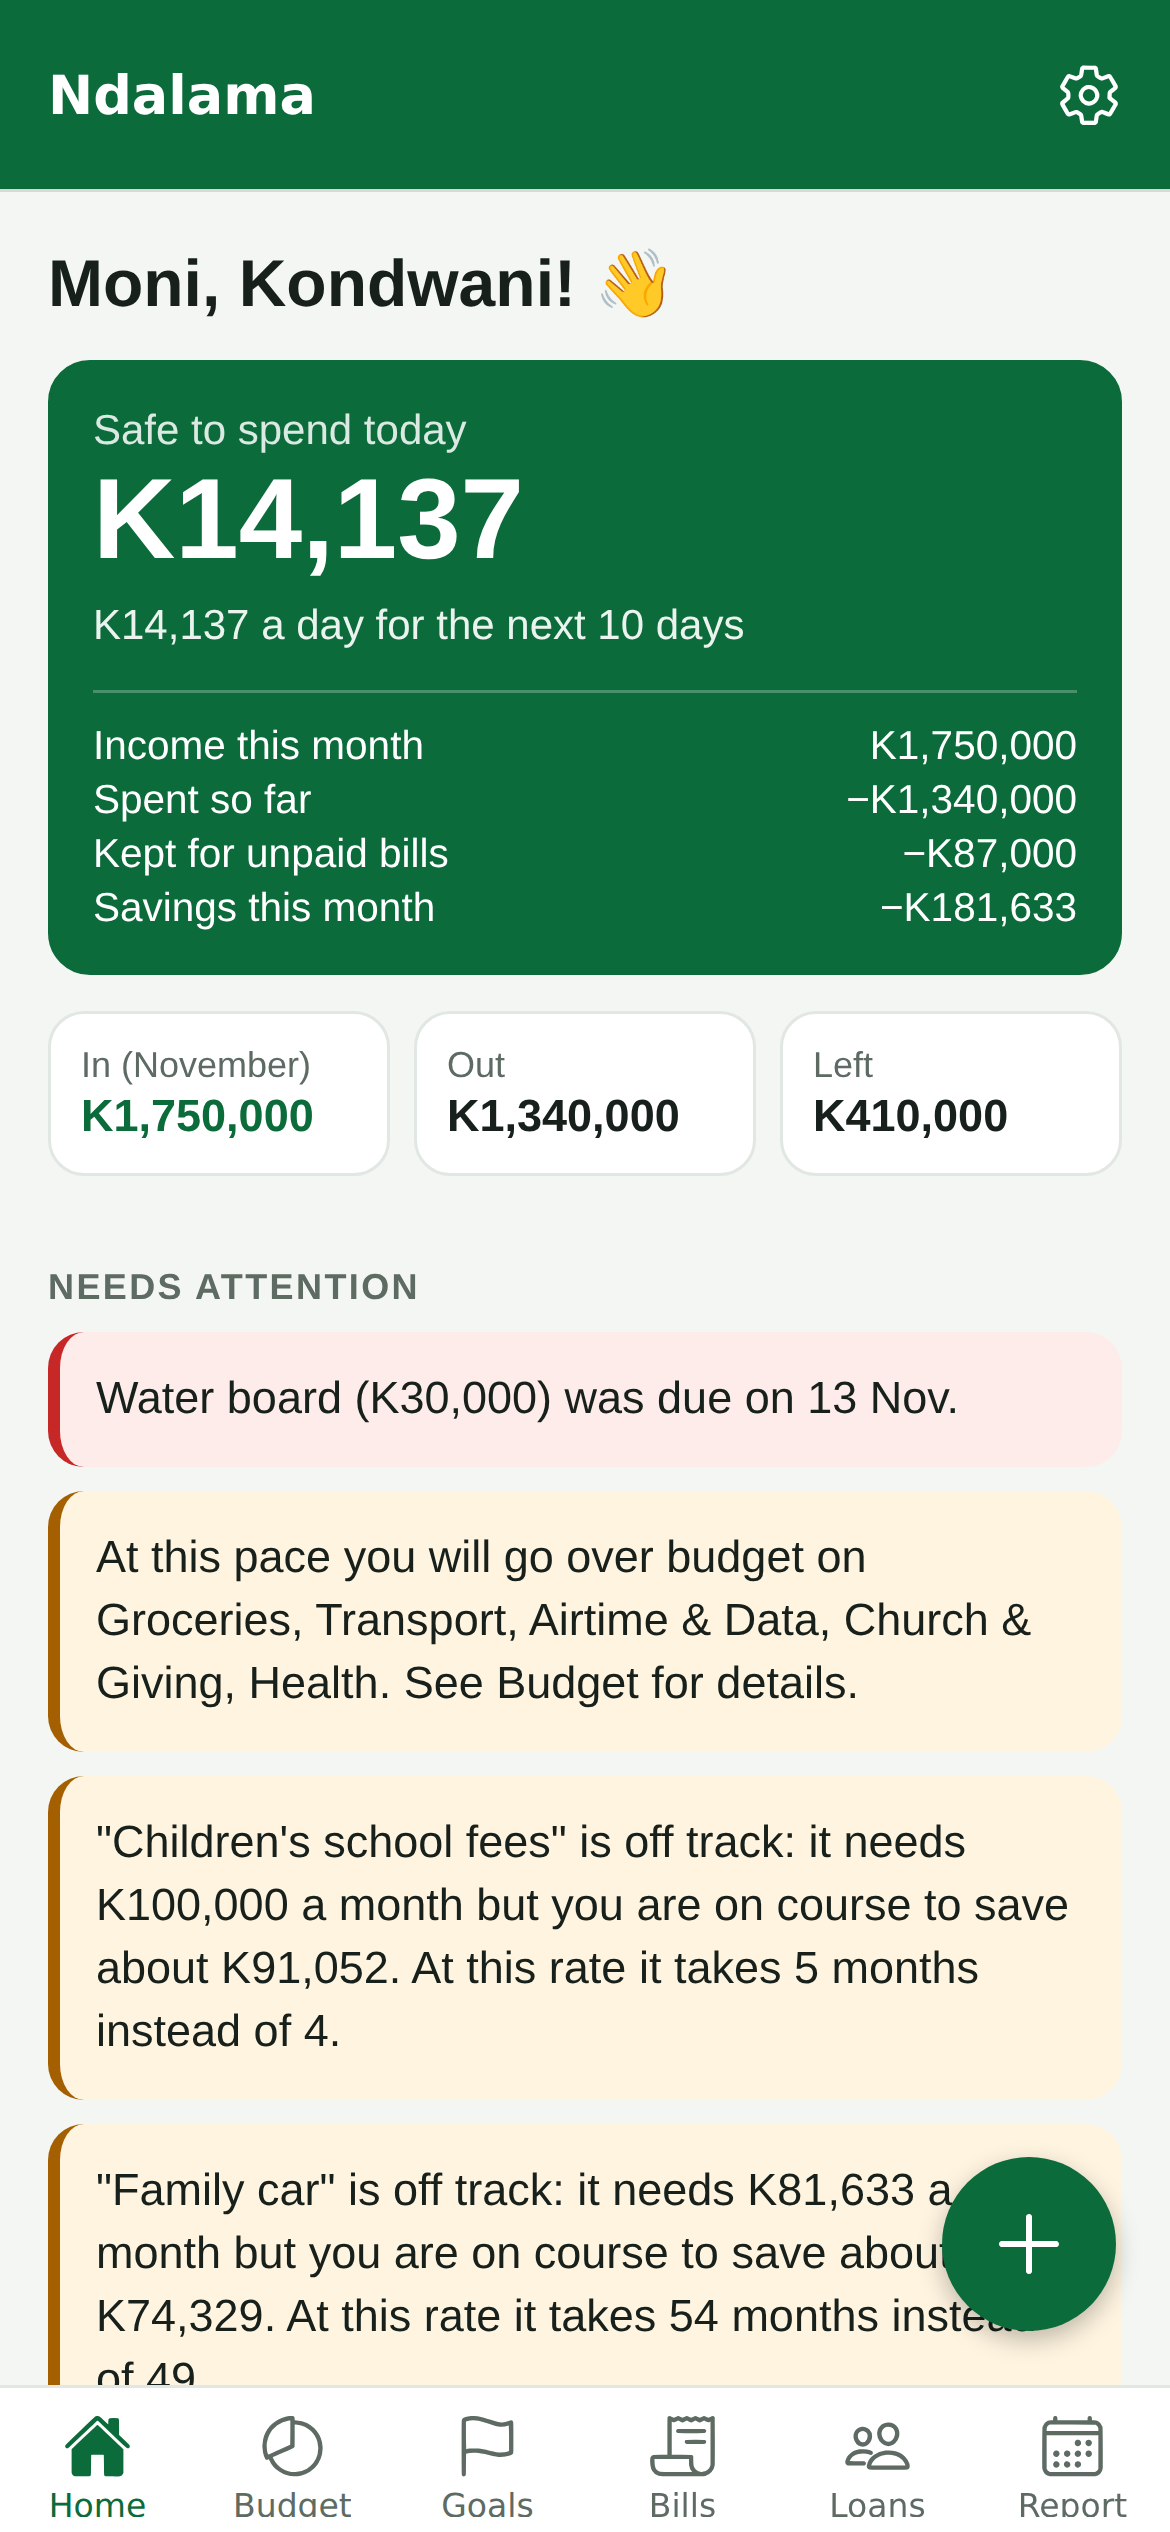 Ndalama
Moni, Kondwani! 👋
Safe to spend today
K14,137
K14,137 a day for the next 10 days
Income this month K1,750,000
Spent so far −K1,340,000
Kept for unpaid bills −K87,000
Savings this month −K181,633
In (November) Out Left
K1,750,000 K1,340,000 K410,000
NEEDS ATTENTION
Water board (K30,000) was due on 13 Nov.
At this pace you will go over budget on
Groceries, Transport, Airtime & Data, Church &
Giving, Health. See Budget for details.
"Children's school fees" is off track: it needs
K100,000 a month but you are on course to save
about K91,052. At this rate it takes 5 months
instead of 4.
"Family car" is off track: it needs K81,633 a
month but you are on course to save about
K74,329. At this rate it takes 54 months instead
of 49
Home Budget Goals Bills Loans Report